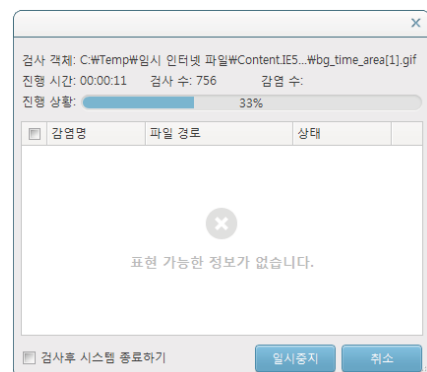 검사 객체: C:₩Temp₩임시 인터넷 파일₩Content.IE5...₩bg_time_area[1].gif
진행 시간: 00:00:11 검사 수: 756 감염 수:
진행 상황: 33%
감염명 파일 경로 상태
표현 가능한 정보가 없습니다.
검사후 시스템 종료하기 일시중지 취소